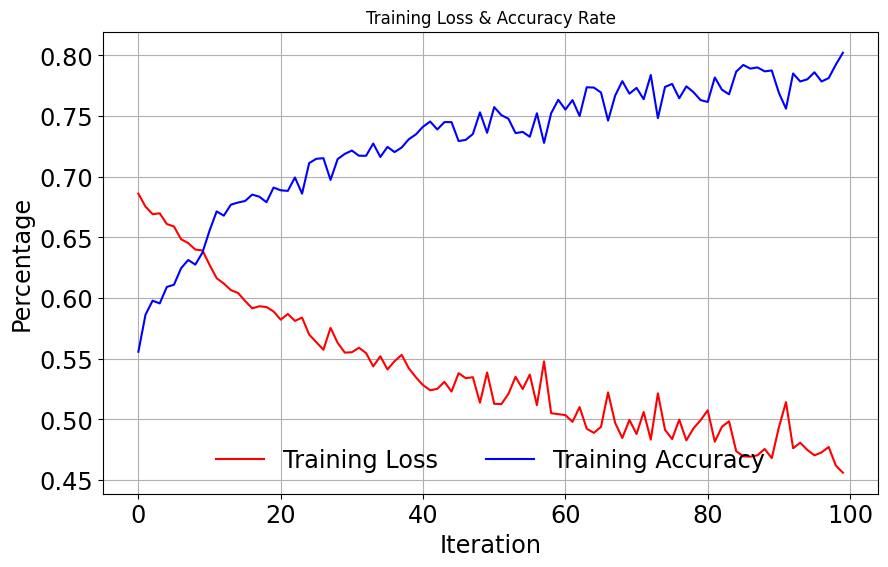 Training Loss & Accuracy Rate
0.80
0.75
0.70
0.65
0.60
0.55
0.50
0.45
Percentage
Training Loss Training Accuracy
0 20 40 60 80 100
Iteration